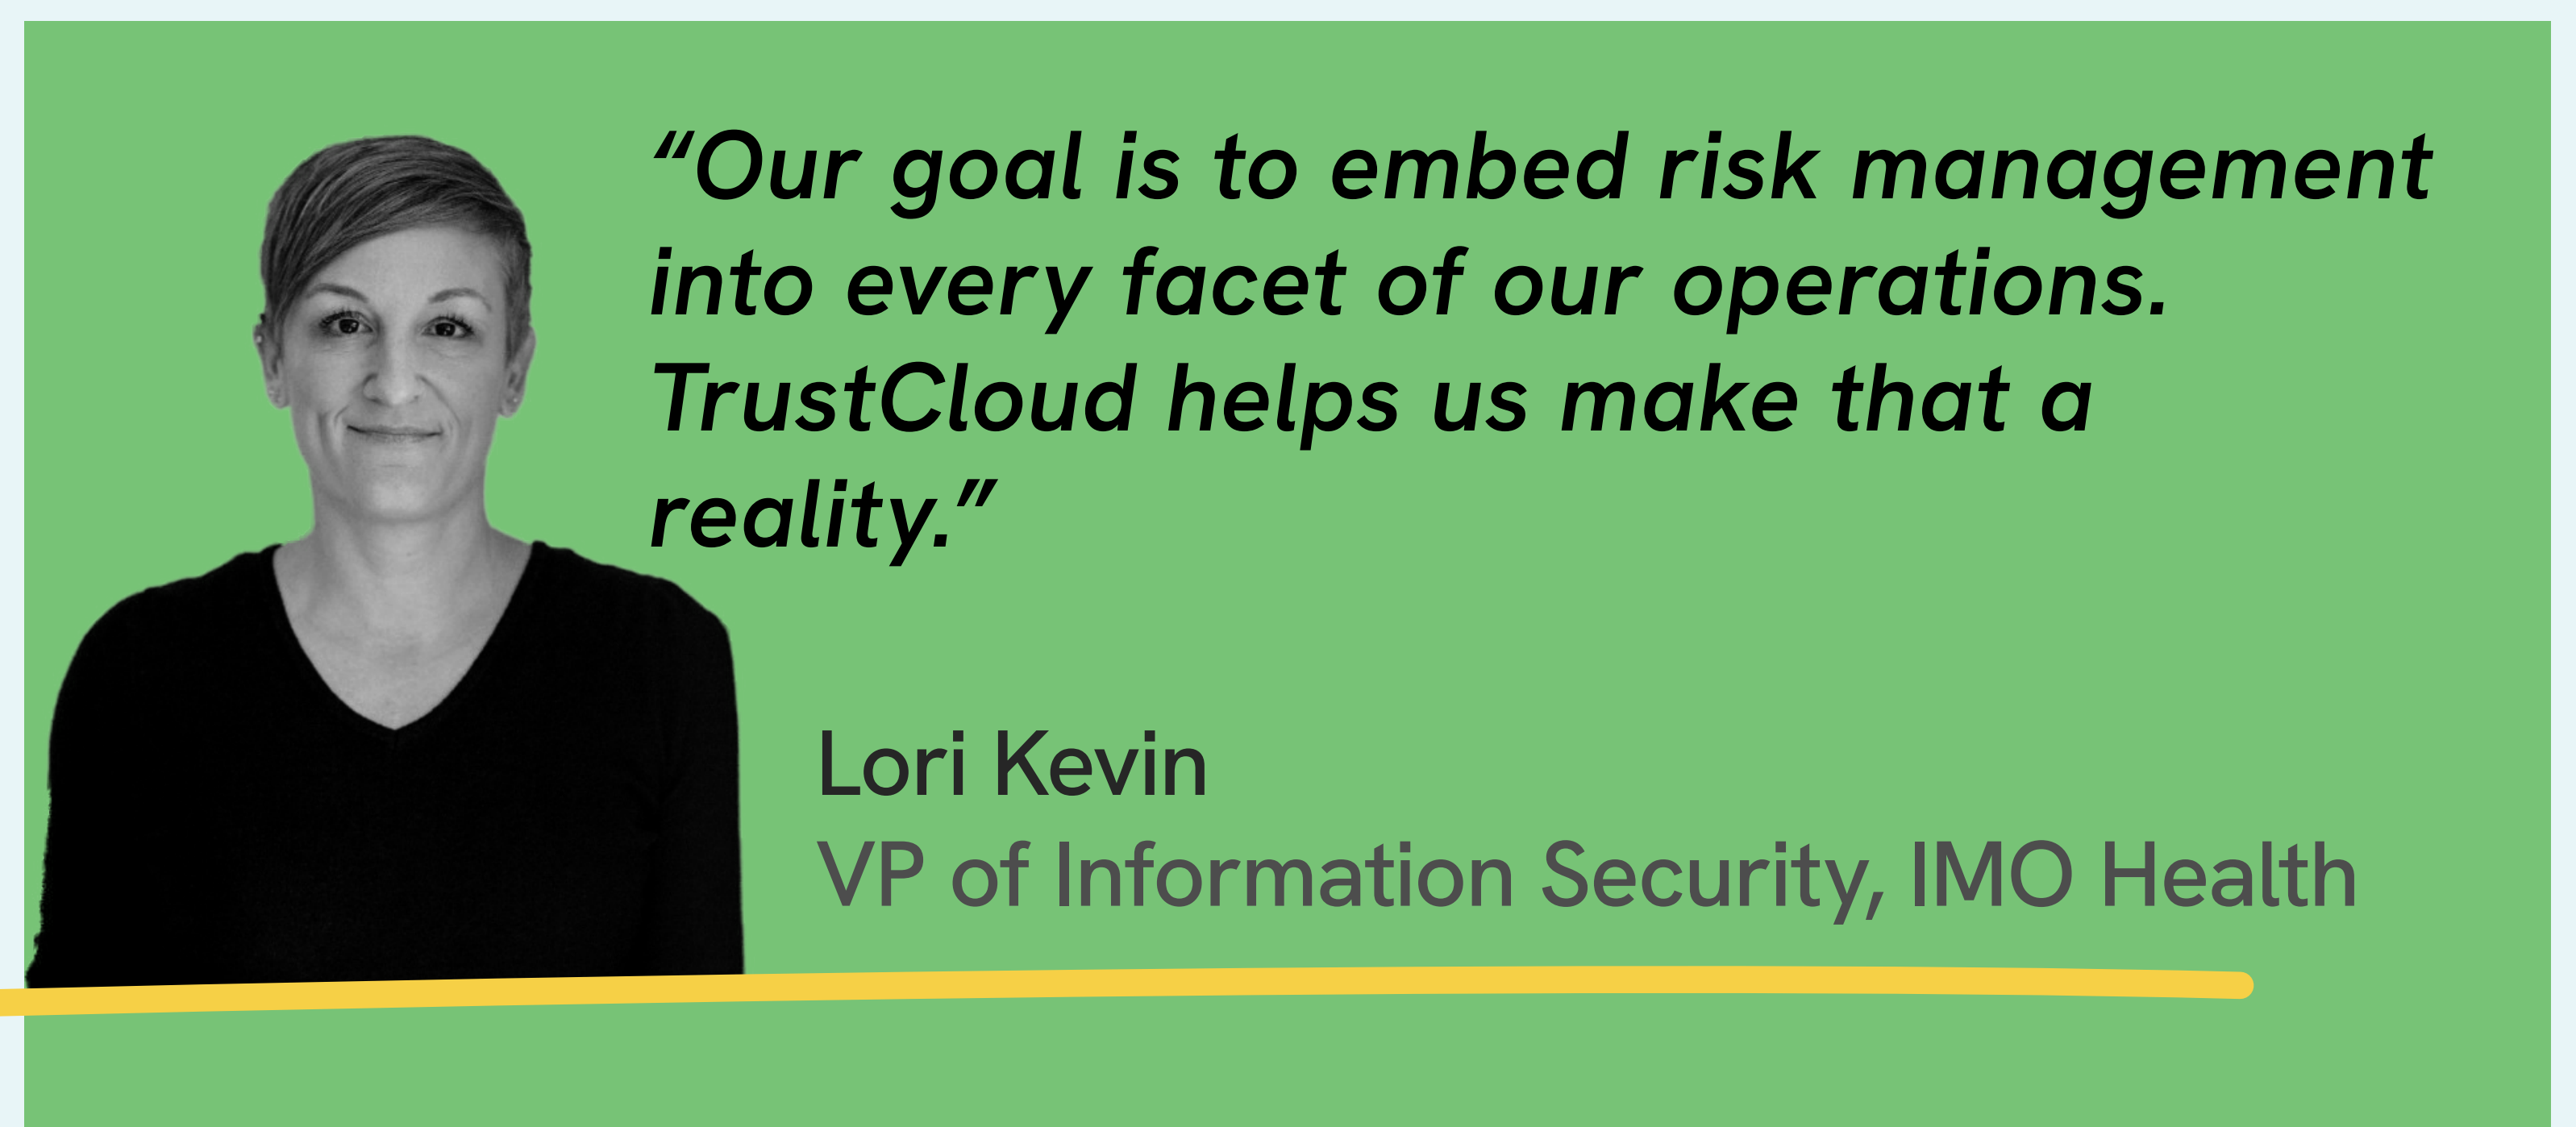 “Our goal is to embed risk management
into every facet of our operations.
TrustCloud helps us make that a
reality.”
Lori Kevin
VP of Information Security, IMO Health